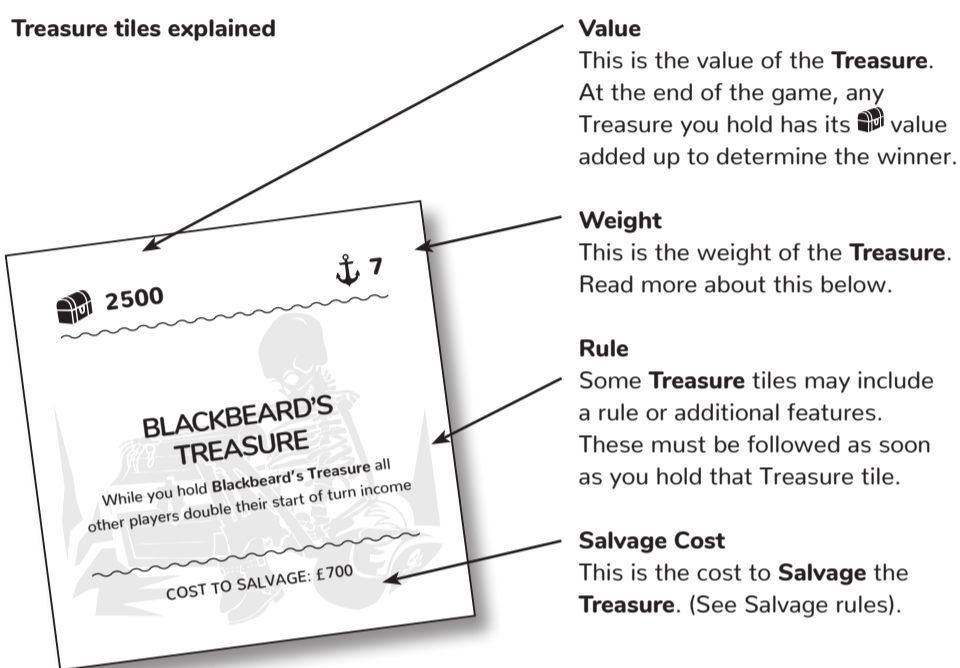 Treasure tiles explained
Value
This is the value of the Treasure.
At the end of the game, any
Treasure you hold has its value
added up to determine the winner.
Weight
This is the weight of the Treasure.
Read more about this below.
Rule
Some Treasure tiles may include
a rule or additional features.
These must be followed as soon
as you hold that Treasure tile.
Salvage Cost
This is the cost to Salvage the
Treasure. (See Salvage rules).
2500
7
BLACKBEARD'S
TREASURE
While you hold Blackbeard's Treasure all
other players double their start of turn income
COST TO SALVAGE: £700